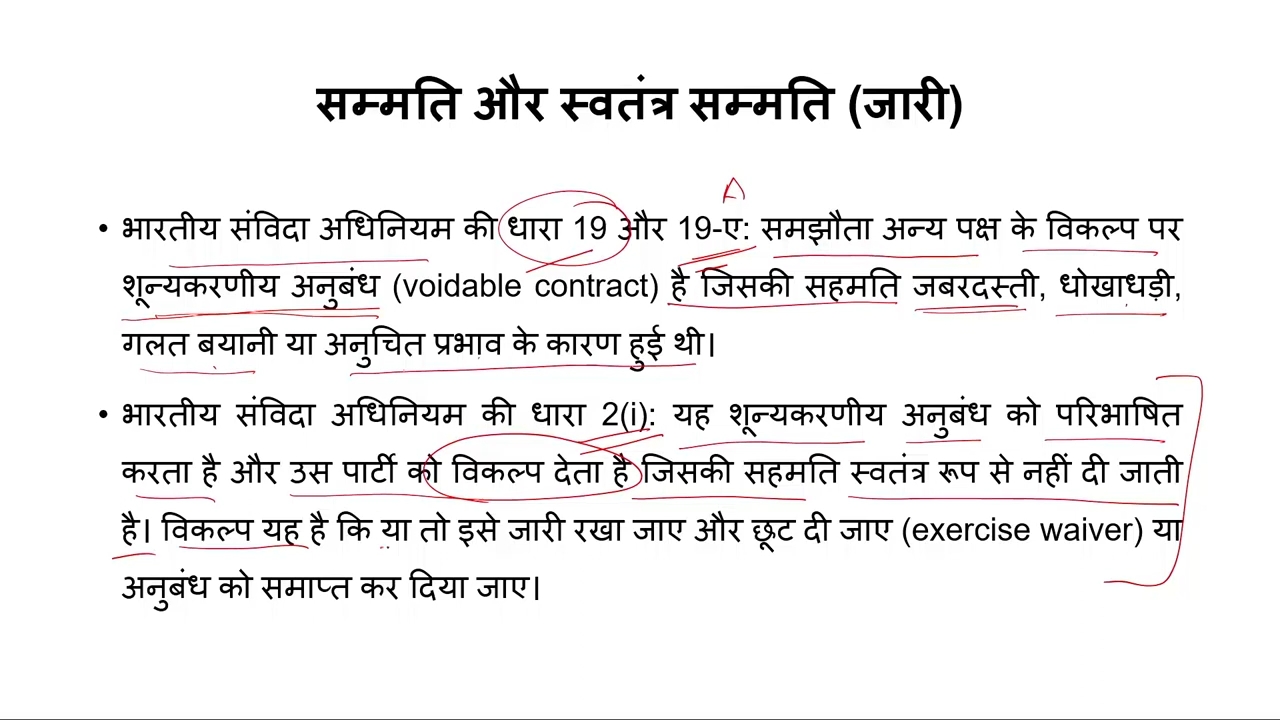 सम्मति और स्वतंत्र सम्मति (जारी)
A
• भारतीय संविदा अधिनियम की धारा 19 और 19-ए: समझौता अन्य पक्ष के विकल्प पर
शून्यकरणीय अनुबंध (voidable contract) है जिसकी सहमति जबरदस्ती, धोखाधड़ी,
गलत बयानी या अनुचित प्रभाव के कारण हुई थी।
• भारतीय संविदा अधिनियम की धारा 2(i): यह शून्यकरणीय अनुबंध को परिभाषित
करता है और उस पार्टी को विकल्प देता है जिसकी सहमति स्वतंत्र रूप से नहीं दी जाती
है। विकल्प यह है कि या तो इसे जारी रखा जाए और छूट दी जाए (exercise waiver) या
अनुबंध को समाप्त कर दिया जाए।